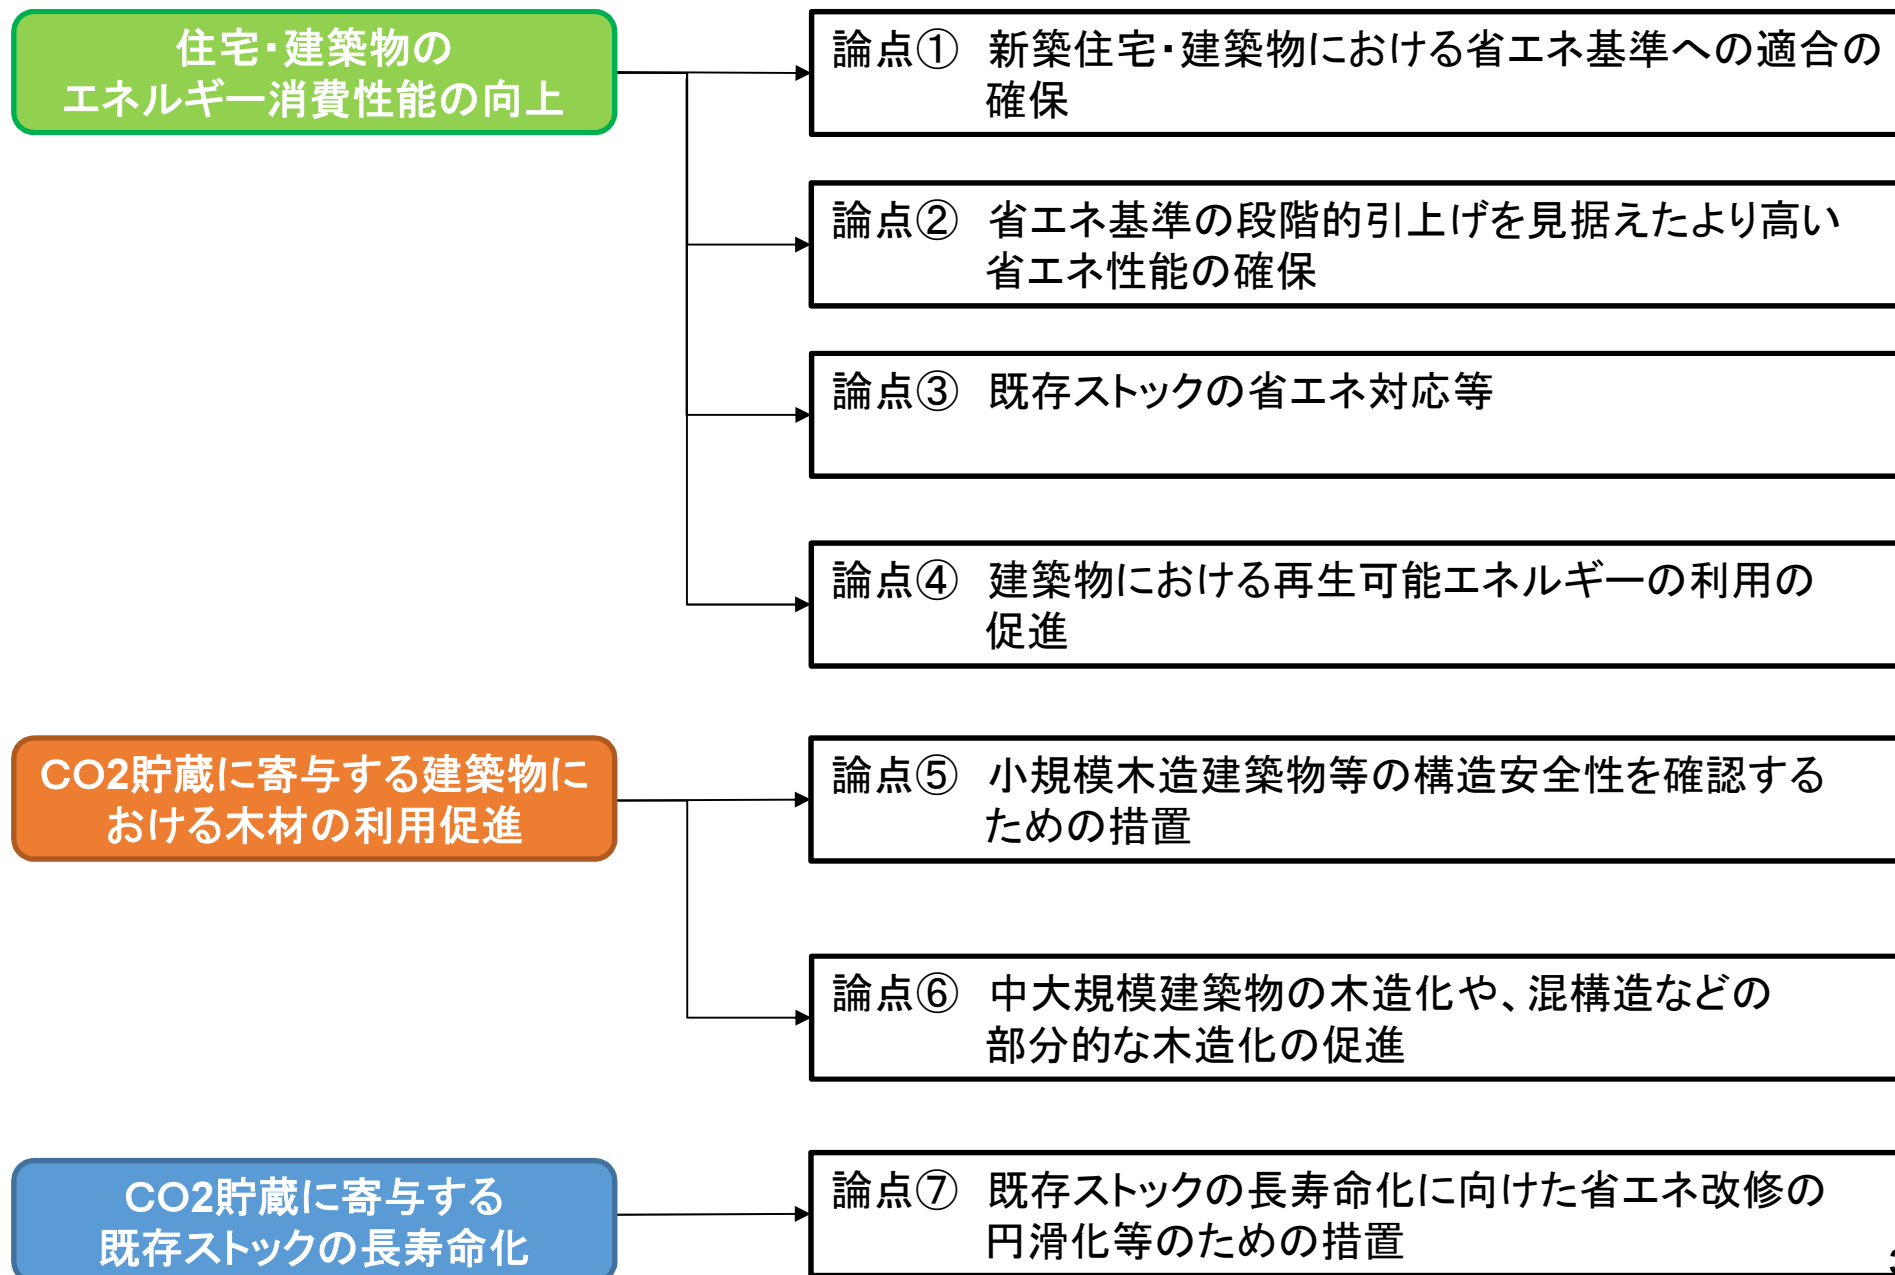 住宅・建築物の
エネルギー消費性能の向上
論点① 新築住宅・建築物における省エネ基準への適合の
確保
論点② 省エネ基準の段階的引上げを見据えたより高い
省エネ性能の確保
論点③ 既存ストックの省エネ対応等
論点④ 建築物における再生可能エネルギーの利用の
促進
CO2貯蔵に寄与する建築物に
おける木材の利用促進
論点⑤ 小規模木造建築物等の構造安全性を確認する
ための措置
論点⑥ 中大規模建築物の木造化や、混構造などの
部分的な木造化の促進
CO2貯蔵に寄与する
既存ストックの長寿命化
論点⑦ 既存ストックの長寿命化に向けた省エネ改修の
円滑化等のための措置